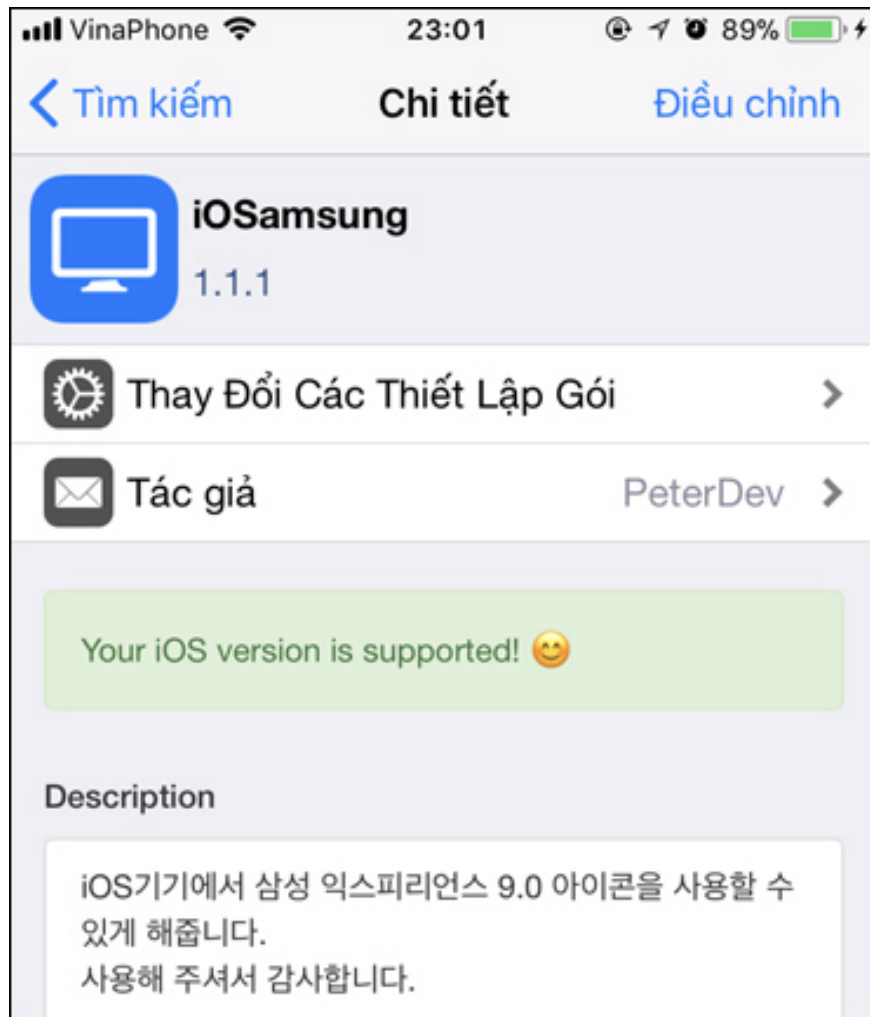 VinaPhone 23:01 89%
Tìm kiếm Chi tiết Điều chỉnh
iOSamsung
1.1.1
Thay Đổi Các Thiết Lập Gói
Tác giả PeterDev
Your iOS version is supported! 😊
Description
iOS기기에서 삼성 익스피리언스 9.0 아이콘을 사용할 수
있게 해줍니다.
사용해 주셔서 감사합니다.